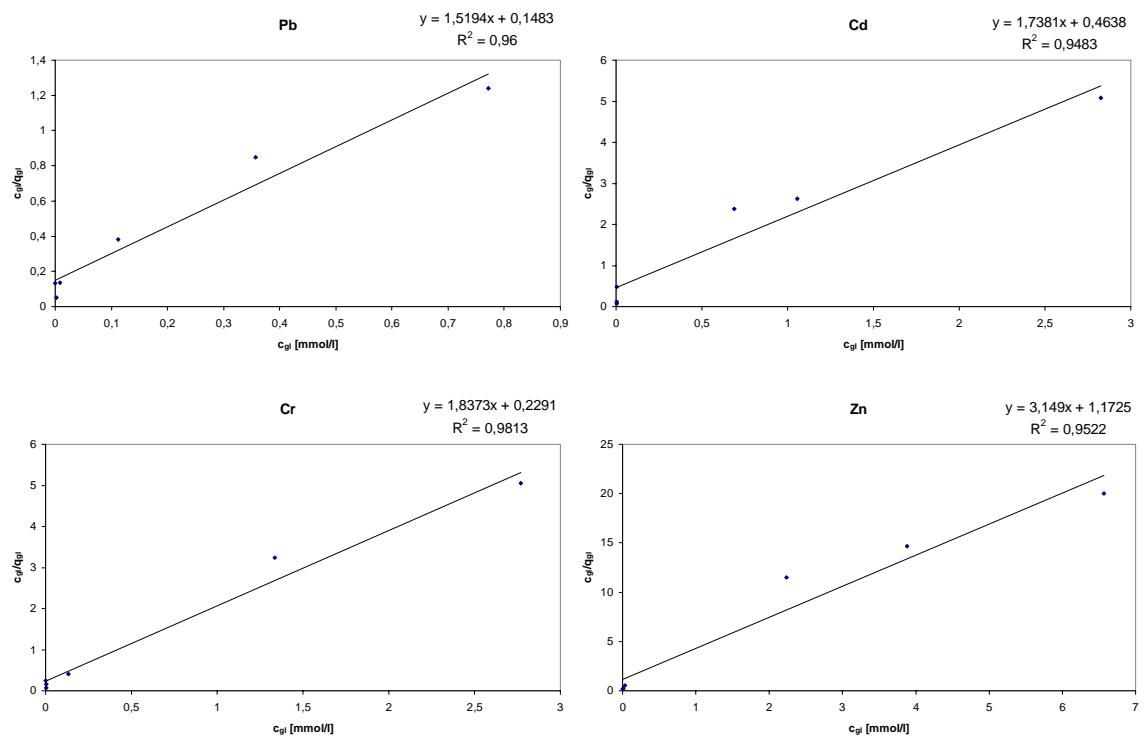 Pb
y = 1,5194x + 0,1483
R² = 0,96
1,4
1,2
1
0,8
0,6
0,4
0,2
0
c_gl/q_gl
0 0,1 0,2 0,3 0,4 0,5 0,6 0,7 0,8 0,9
c_gl [mmol/l]
Cd
y = 1,7381x + 0,4638
R² = 0,9483
6
5
4
3
2
1
0
c_gl/q_gl
0 0,5 1 1,5 2 2,5 3
c_gl [mmol/l]
Cr
y = 1,8373x + 0,2291
R² = 0,9813
6
5
4
3
2
1
0
c_gl/q_gl
0 0,5 1 1,5 2 2,5 3
c_gl [mmol/l]
Zn
y = 3,149x + 1,1725
R² = 0,9522
25
20
15
10
5
0
c_gl/q_gl
0 1 2 3 4 5 6 7
c_gl [mmol/l]